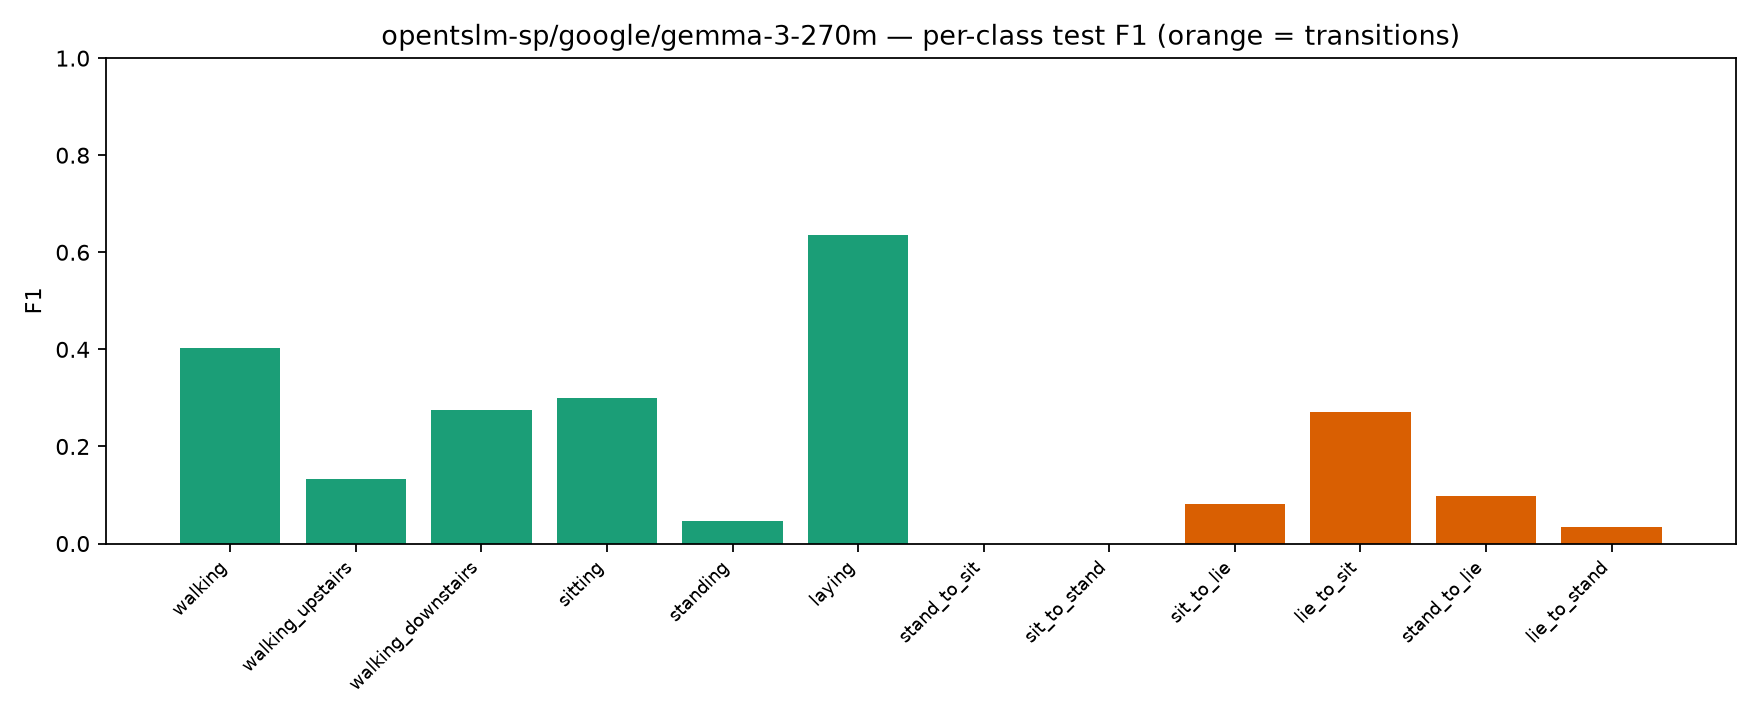 opentslm-sp/google/gemma-3-270m — per-class test F1 (orange = transitions)
F1
1.0
0.8
0.6
0.4
0.2
0.0
walking
walking_upstairs
walking_downstairs
sitting
standing
laying
stand_to_sit
sit_to_stand
sit_to_lie
lie_to_sit
stand_to_lie
lie_to_stand